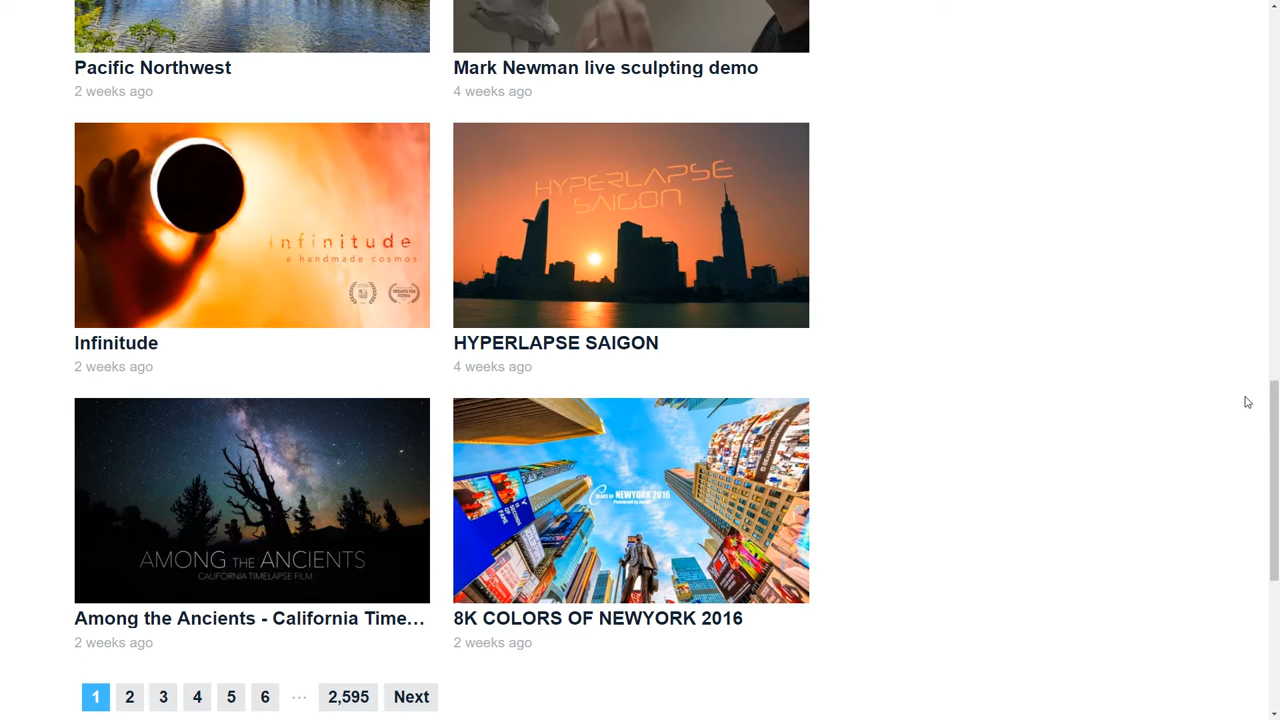 Pacific Northwest
2 weeks ago
Mark Newman live sculpting demo
4 weeks ago
infinitude
a handmade cosmos
Infinitude
2 weeks ago
HYPERLAPSE
SAIGON
HYPERLAPSE SAIGON
4 weeks ago
AMONG THE ANCIENTS
CALIFORNIA TIMELAPSE FILM
Among the Ancients - California Time...
2 weeks ago
COLORS OF NEWYORK 2016
8K COLORS OF NEWYORK 2016
2 weeks ago
1 2 3 4 5 6 ... 2,595 Next